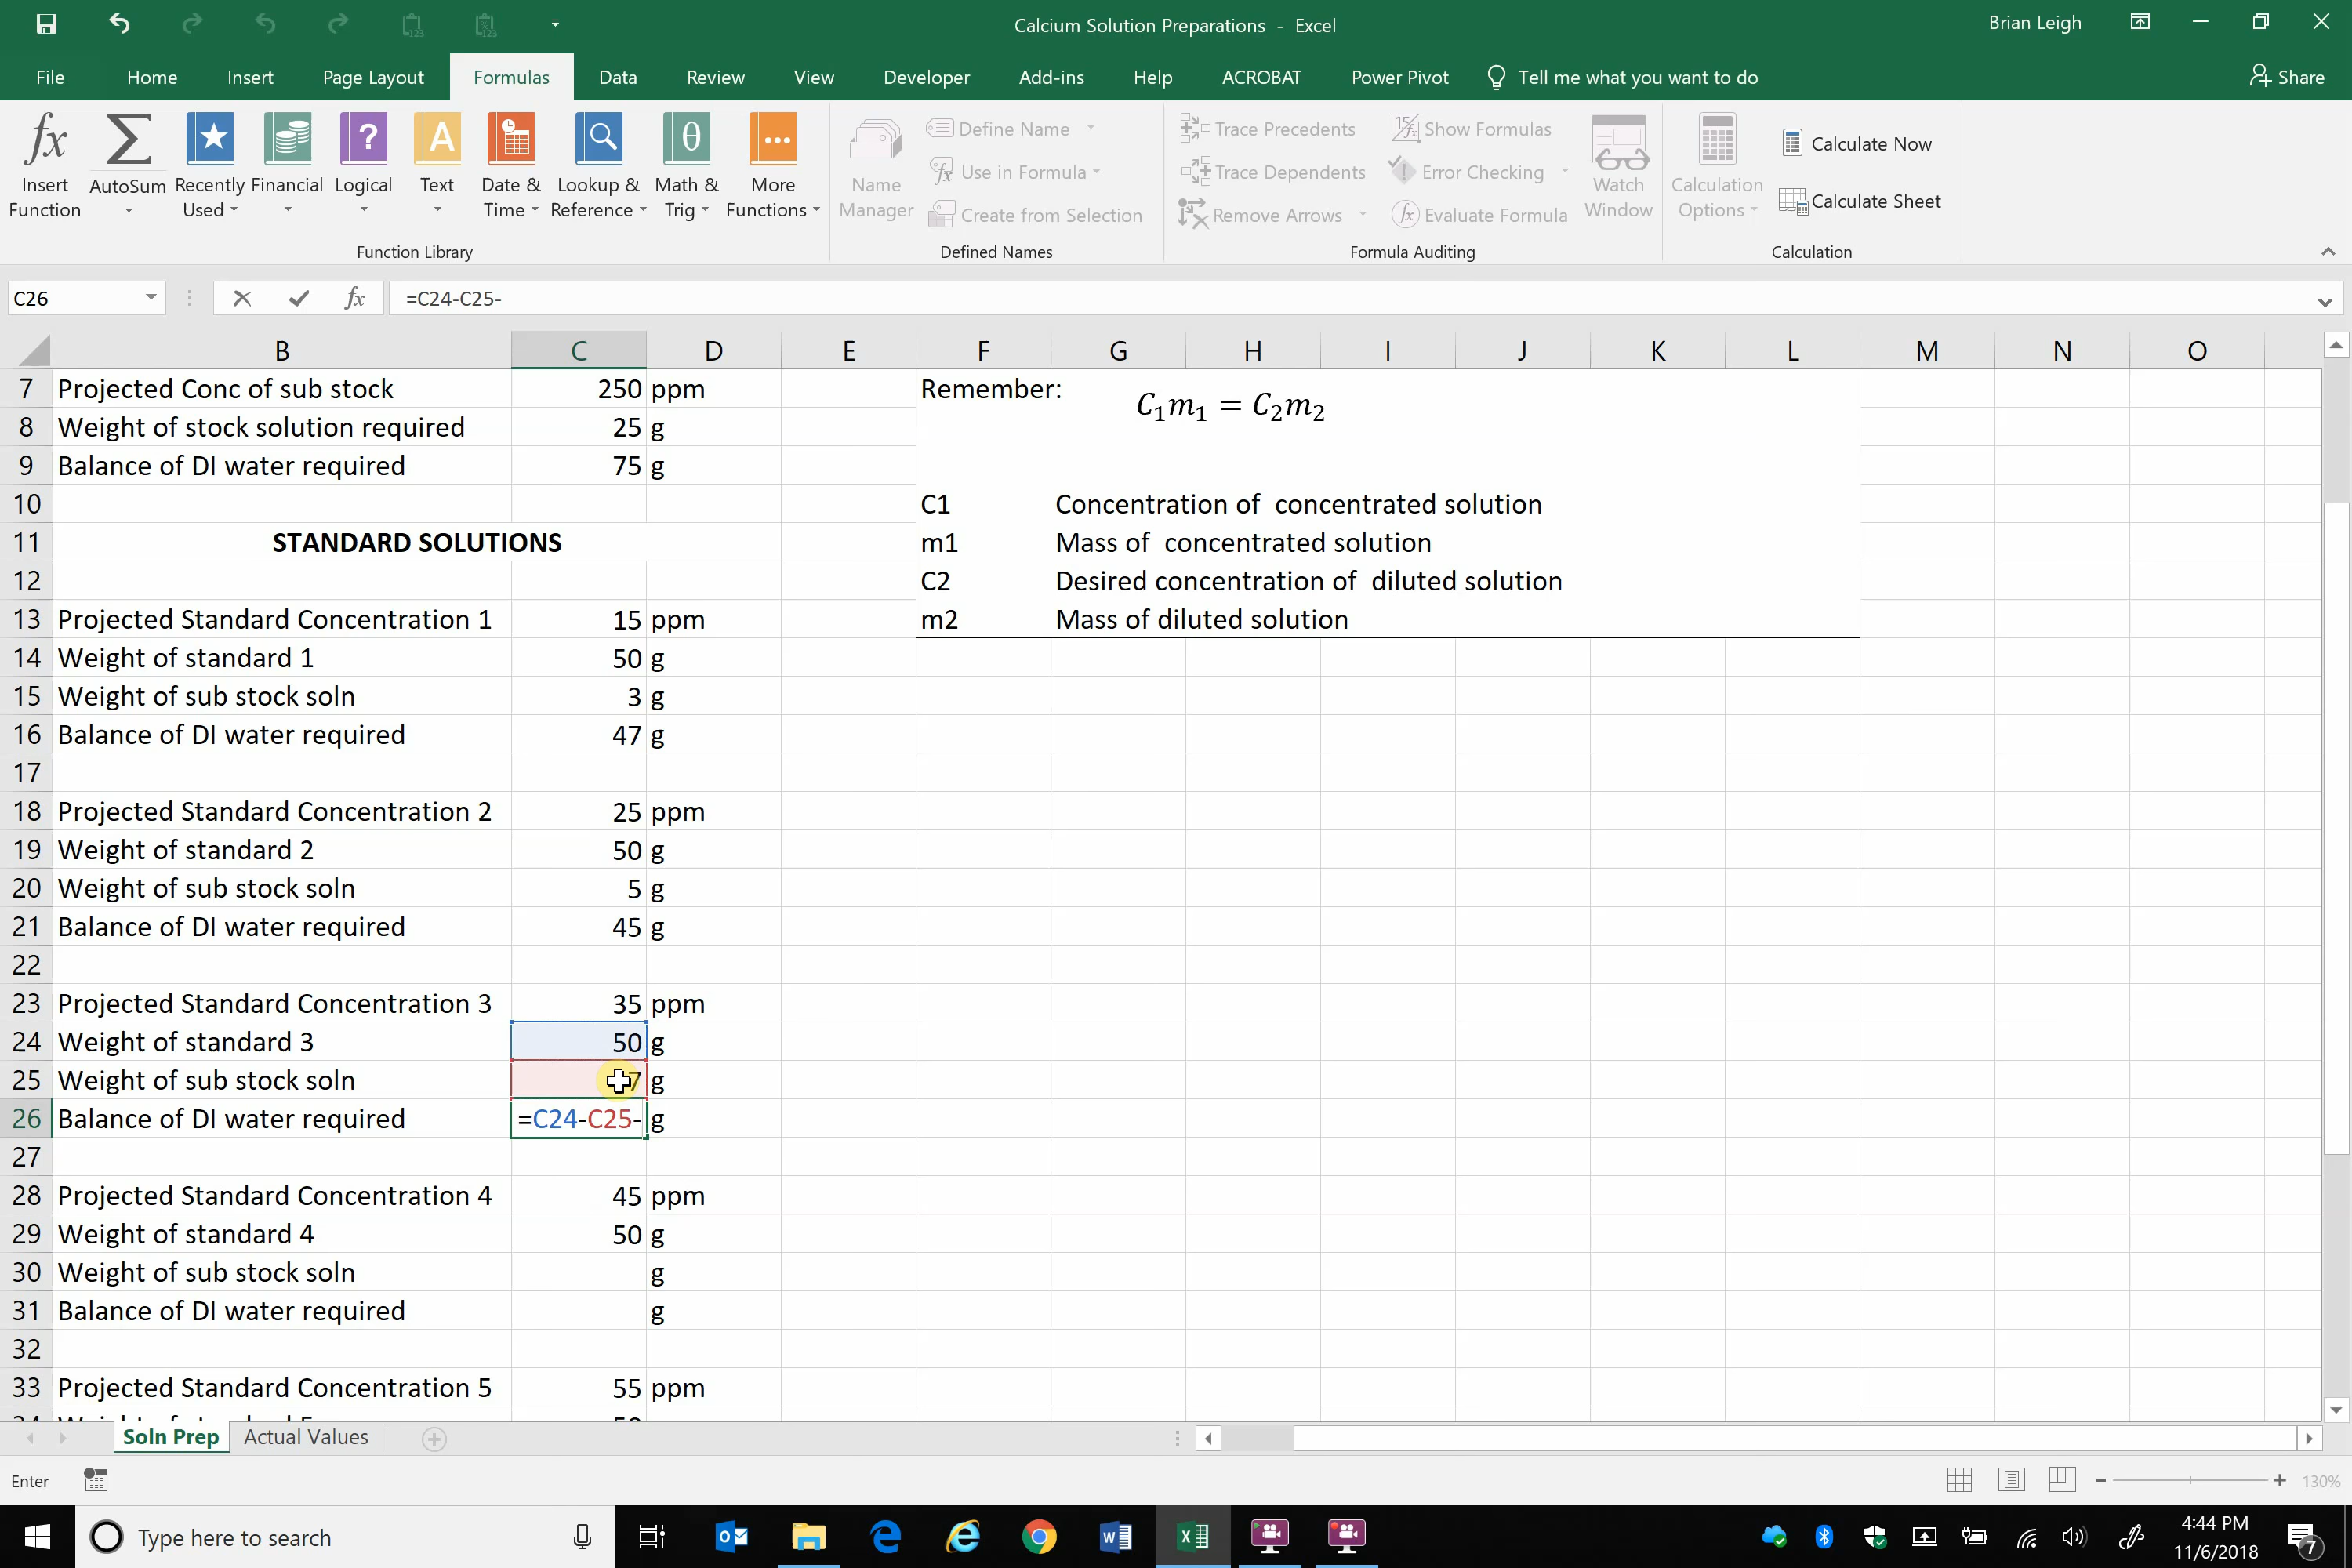 Calcium Solution Preparations - Excel
Brian Leigh
File Home Insert Page Layout Formulas Data Review View Developer Add-ins Help ACROBAT Power Pivot Tell me what you want to do Share
Insert Function
AutoSum
Recently Used
Financial
Logical
Text
Date & Time
Lookup & Reference
Math & Trig
More Functions
Function Library
Name Manager
Define Name
Use in Formula
Create from Selection
Defined Names
Trace Precedents
Trace Dependents
Remove Arrows
Show Formulas
Error Checking
Evaluate Formula
Watch Window
Formula Auditing
Calculation Options
Calculate Now
Calculate Sheet
Calculation
C26 fx =C24-C25-
B C D E F G H I J K L M N O
7 Projected Conc of sub stock 250 ppm Remember: C₁m₁ = C₂m₂
8 Weight of stock solution required 25 g
9 Balance of DI water required 75 g
10 C1 Concentration of concentrated solution
11 STANDARD SOLUTIONS m1 Mass of concentrated solution
12 C2 Desired concentration of diluted solution
13 Projected Standard Concentration 1 15 ppm m2 Mass of diluted solution
14 Weight of standard 1 50 g
15 Weight of sub stock soln 3 g
16 Balance of DI water required 47 g
17
18 Projected Standard Concentration 2 25 ppm
19 Weight of standard 2 50 g
20 Weight of sub stock soln 5 g
21 Balance of DI water required 45 g
22
23 Projected Standard Concentration 3 35 ppm
24 Weight of standard 3 50 g
25 Weight of sub stock soln 7 g
26 Balance of DI water required =C24-C25- g
27
28 Projected Standard Concentration 4 45 ppm
29 Weight of standard 4 50 g
30 Weight of sub stock soln g
31 Balance of DI water required g
32
33 Projected Standard Concentration 5 55 ppm
Soln Prep Actual Values
Enter 130%
Type here to search
4:44 PM
11/6/2018
7